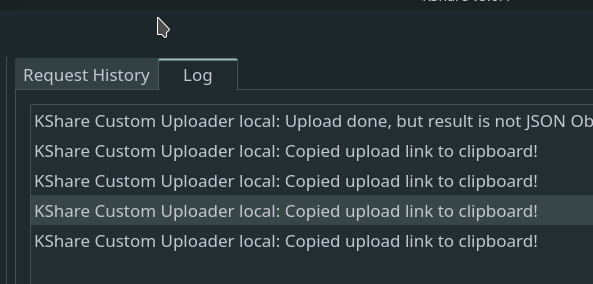 Request History
Log
KShare Custom Uploader local: Upload done, but result is not JSON Ob
KShare Custom Uploader local: Copied upload link to clipboard!
KShare Custom Uploader local: Copied upload link to clipboard!
KShare Custom Uploader local: Copied upload link to clipboard!
KShare Custom Uploader local: Copied upload link to clipboard!